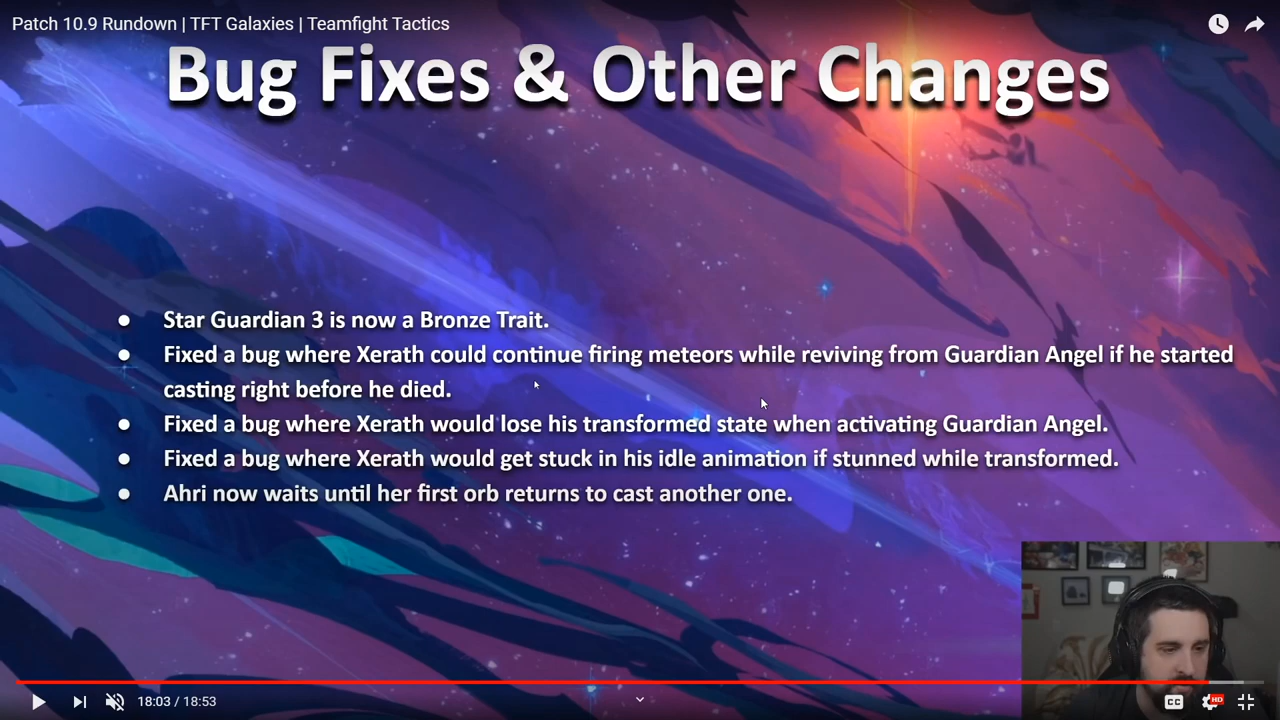 Patch 10.9 Rundown | TFT Galaxies | Teamfight Tactics
Bug Fixes & Other Changes
● Star Guardian 3 is now a Bronze Trait.
● Fixed a bug where Xerath could continue firing meteors while reviving from Guardian Angel if he started
casting right before he died.
● Fixed a bug where Xerath would lose his transformed state when activating Guardian Angel.
● Fixed a bug where Xerath would get stuck in his idle animation if stunned while transformed.
● Ahri now waits until her first orb returns to cast another one.
18:03 / 18:53
CC
HD